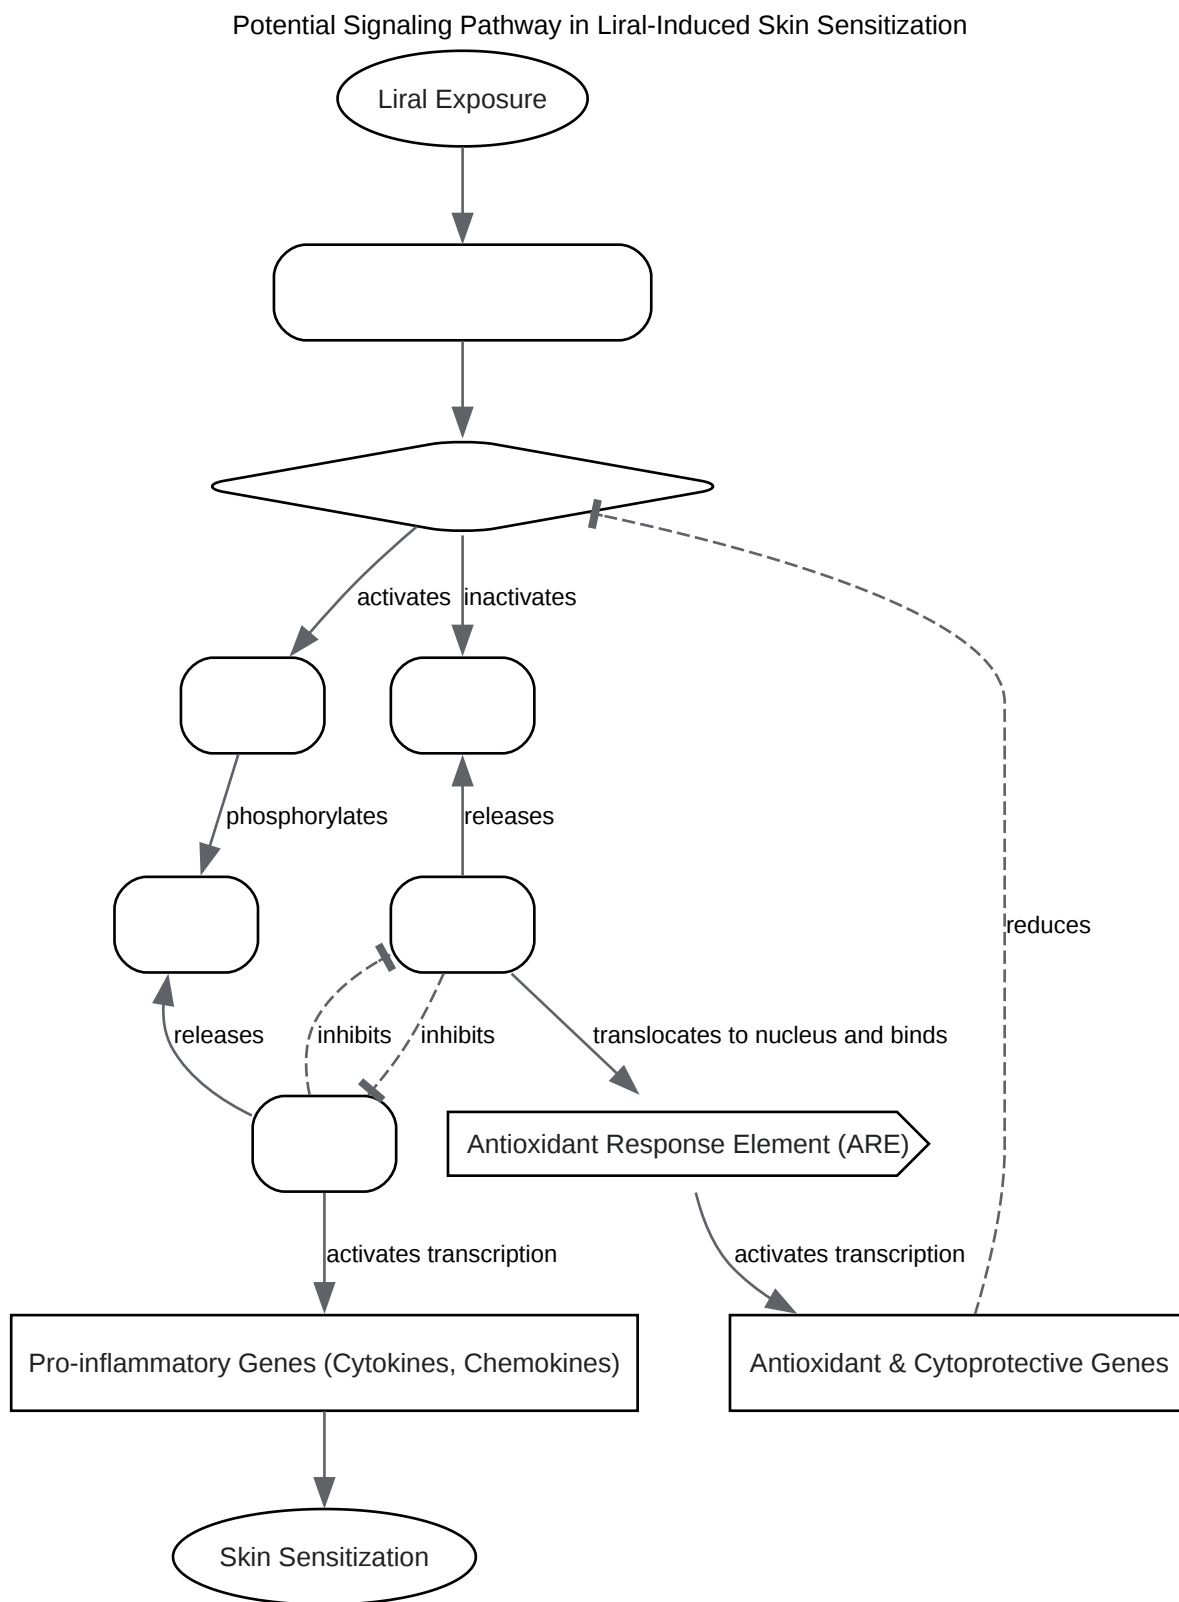 Potential Signaling Pathway in Liral-Induced Skin Sensitization
Liral Exposure
activates
inactivates
phosphorylates
releases
reduces
releases
inhibits
inhibits
translocates to nucleus and binds
Antioxidant Response Element (ARE)
activates transcription
activates transcription
Pro-inflammatory Genes (Cytokines, Chemokines)
Antioxidant & Cytoprotective Genes
Skin Sensitization